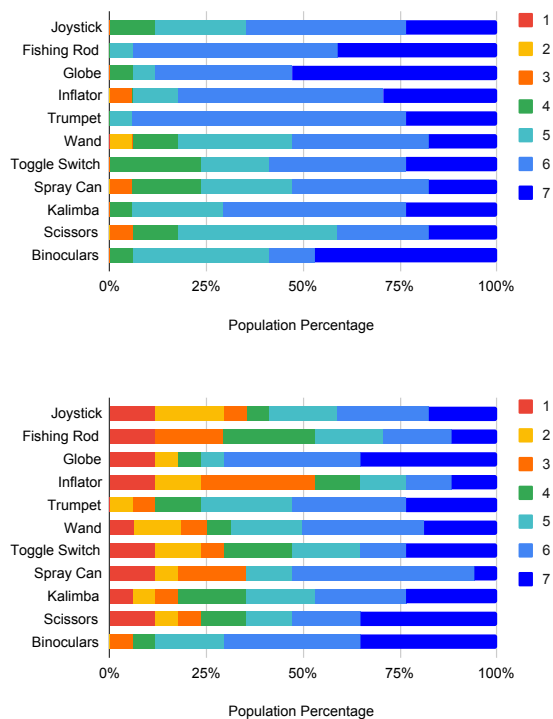 Joystick
Fishing Rod
Globe
Inflator
Trumpet
Wand
Toggle Switch
Spray Can
Kalimba
Scissors
Binoculars
0% 25% 50% 75% 100%
Population Percentage
1
2
3
4
5
6
7
Joystick
Fishing Rod
Globe
Inflator
Trumpet
Wand
Toggle Switch
Spray Can
Kalimba
Scissors
Binoculars
0% 25% 50% 75% 100%
Population Percentage
1
2
3
4
5
6
7